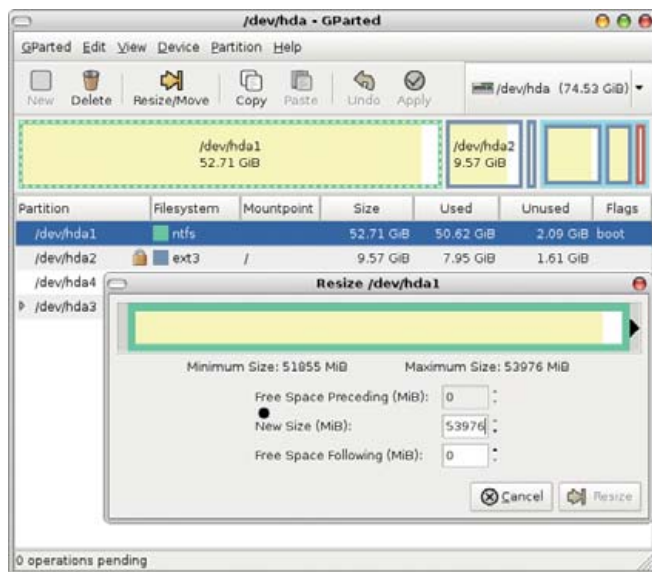 /dev/hda - GParted
GParted Edit View Device Partition Help
New Delete Resize/Move Copy Paste Undo Apply /dev/hda (74.53 GiB)
/dev/hda1
52.71 GiB
/dev/hda2
9.57 GiB
Partition Filesystem Mountpoint Size Used Unused Flags
/dev/hda1 ntfs 52.71 GiB 50.62 GiB 2.09 GiB boot
/dev/hda2 ext3 / 9.57 GiB 7.95 GiB 1.61 GiB
/dev/hda4
/dev/hda3
Resize /dev/hda1
Minimum Size: 51855 MiB Maximum Size: 53976 MiB
Free Space Preceding (MiB): 0
New Size (MiB): 53976
Free Space Following (MiB): 0
Cancel Resize
0 operations pending